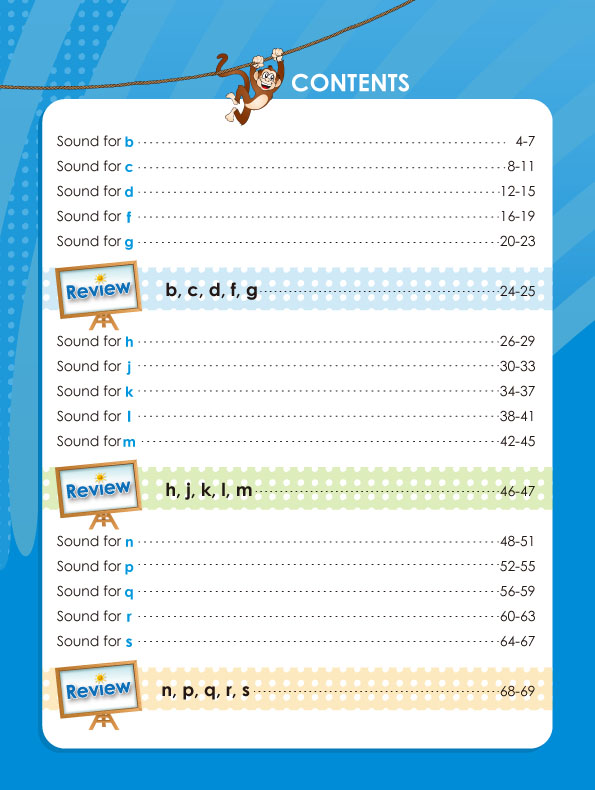 CONTENTS
Sound for b 4-7
Sound for c 8-11
Sound for d 12-15
Sound for f 16-19
Sound for g 20-23
Review b, c, d, f, g 24-25
Sound for h 26-29
Sound for j 30-33
Sound for k 34-37
Sound for l 38-41
Sound for m 42-45
Review h, j, k, l, m 46-47
Sound for n 48-51
Sound for p 52-55
Sound for q 56-59
Sound for r 60-63
Sound for s 64-67
Review n, p, q, r, s 68-69